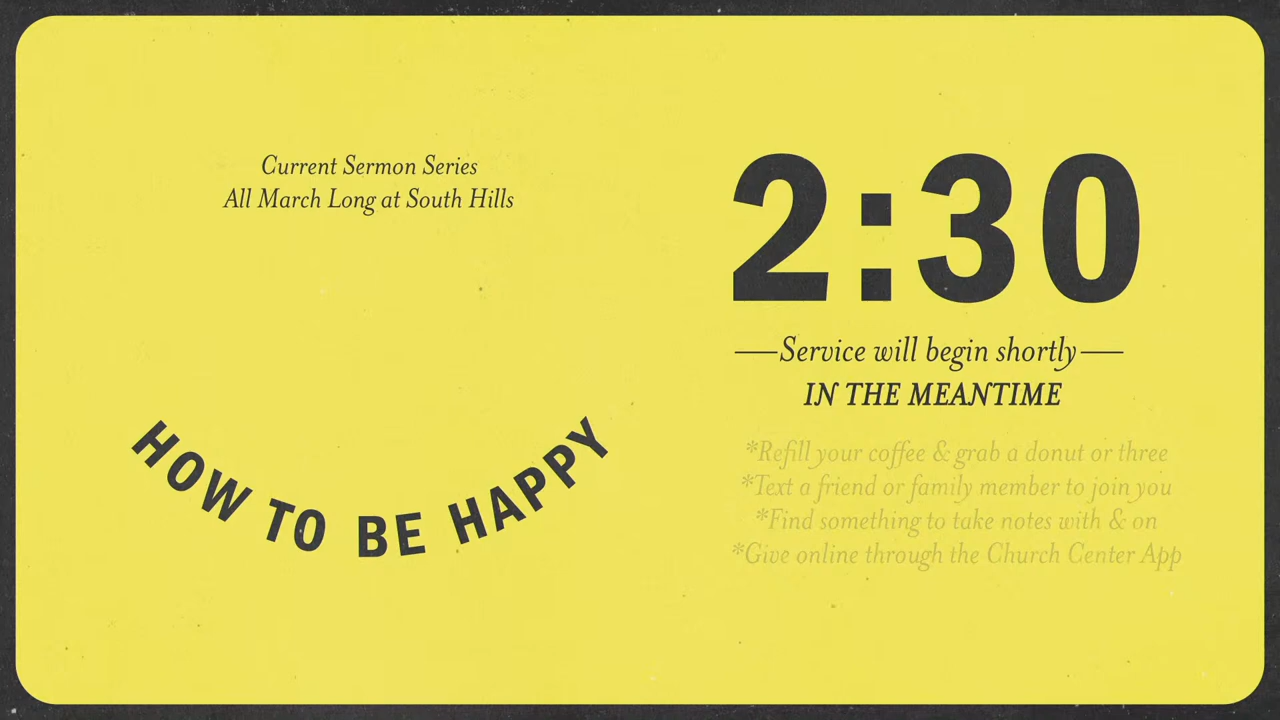 Current Sermon Series
All March Long at South Hills
HOW TO BE HAPPY
2:30
—Service will begin shortly—
IN THE MEANTIME
*Refill your coffee & grab a donut or three
*Text a friend or family member to join you
*Find something to take notes with & on
*Give online through the Church Center App